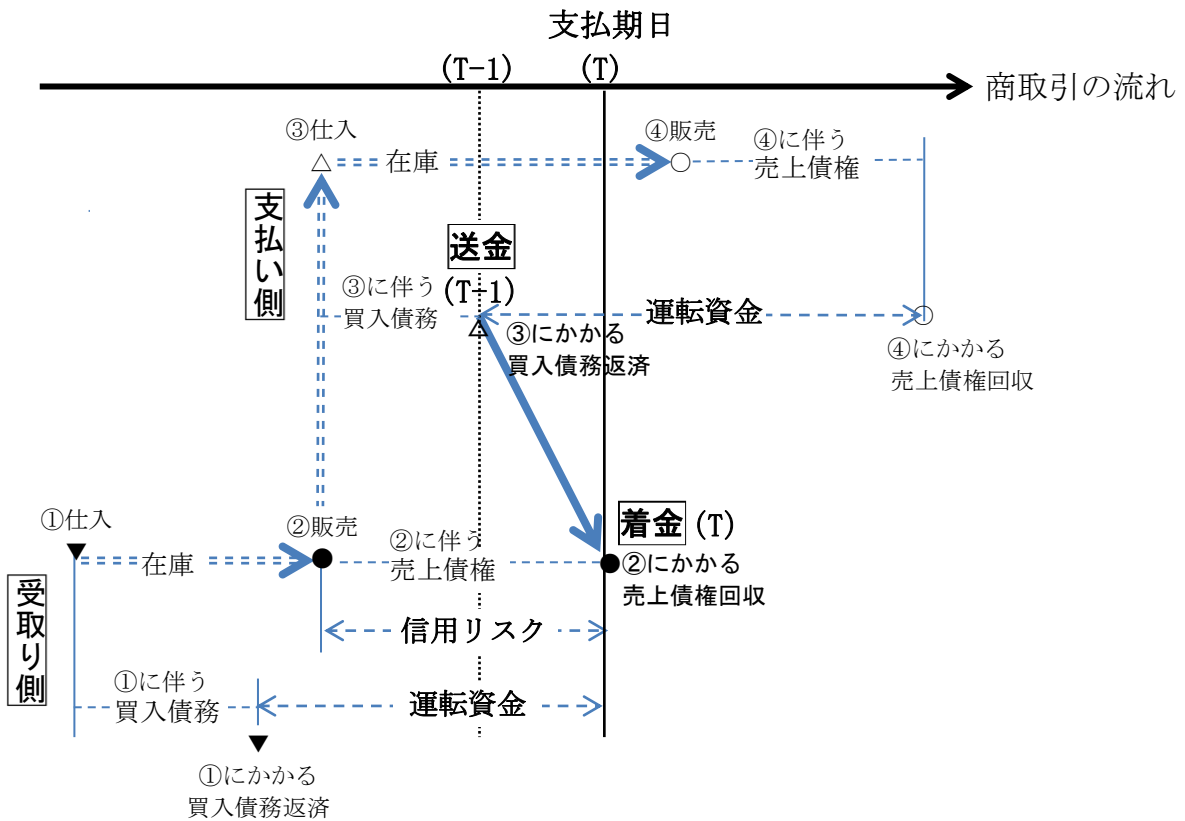 支払期日
(T-1)
(T)
商取引の流れ
③仕入
在庫
④販売
④に伴う
売上債権
支払い側
送金
(T-1)
③に伴う
買入債務
運転資金
③にかかる
買入債務返済
④にかかる
売上債権回収
①仕入
在庫
②販売
②に伴う
売上債権
着金
(T)
②にかかる
売上債権回収
受取り側
信用リスク
①に伴う
買入債務
運転資金
①にかかる
買入債務返済